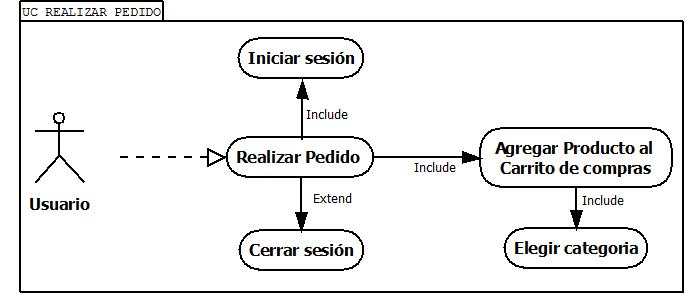 UC REALIZAR PEDIDO
Iniciar sesión
Include
Realizar Pedido
Include
Agregar Producto al
Carrito de compras
Usuario
Extend
Include
Cerrar sesión
Elegir categoria